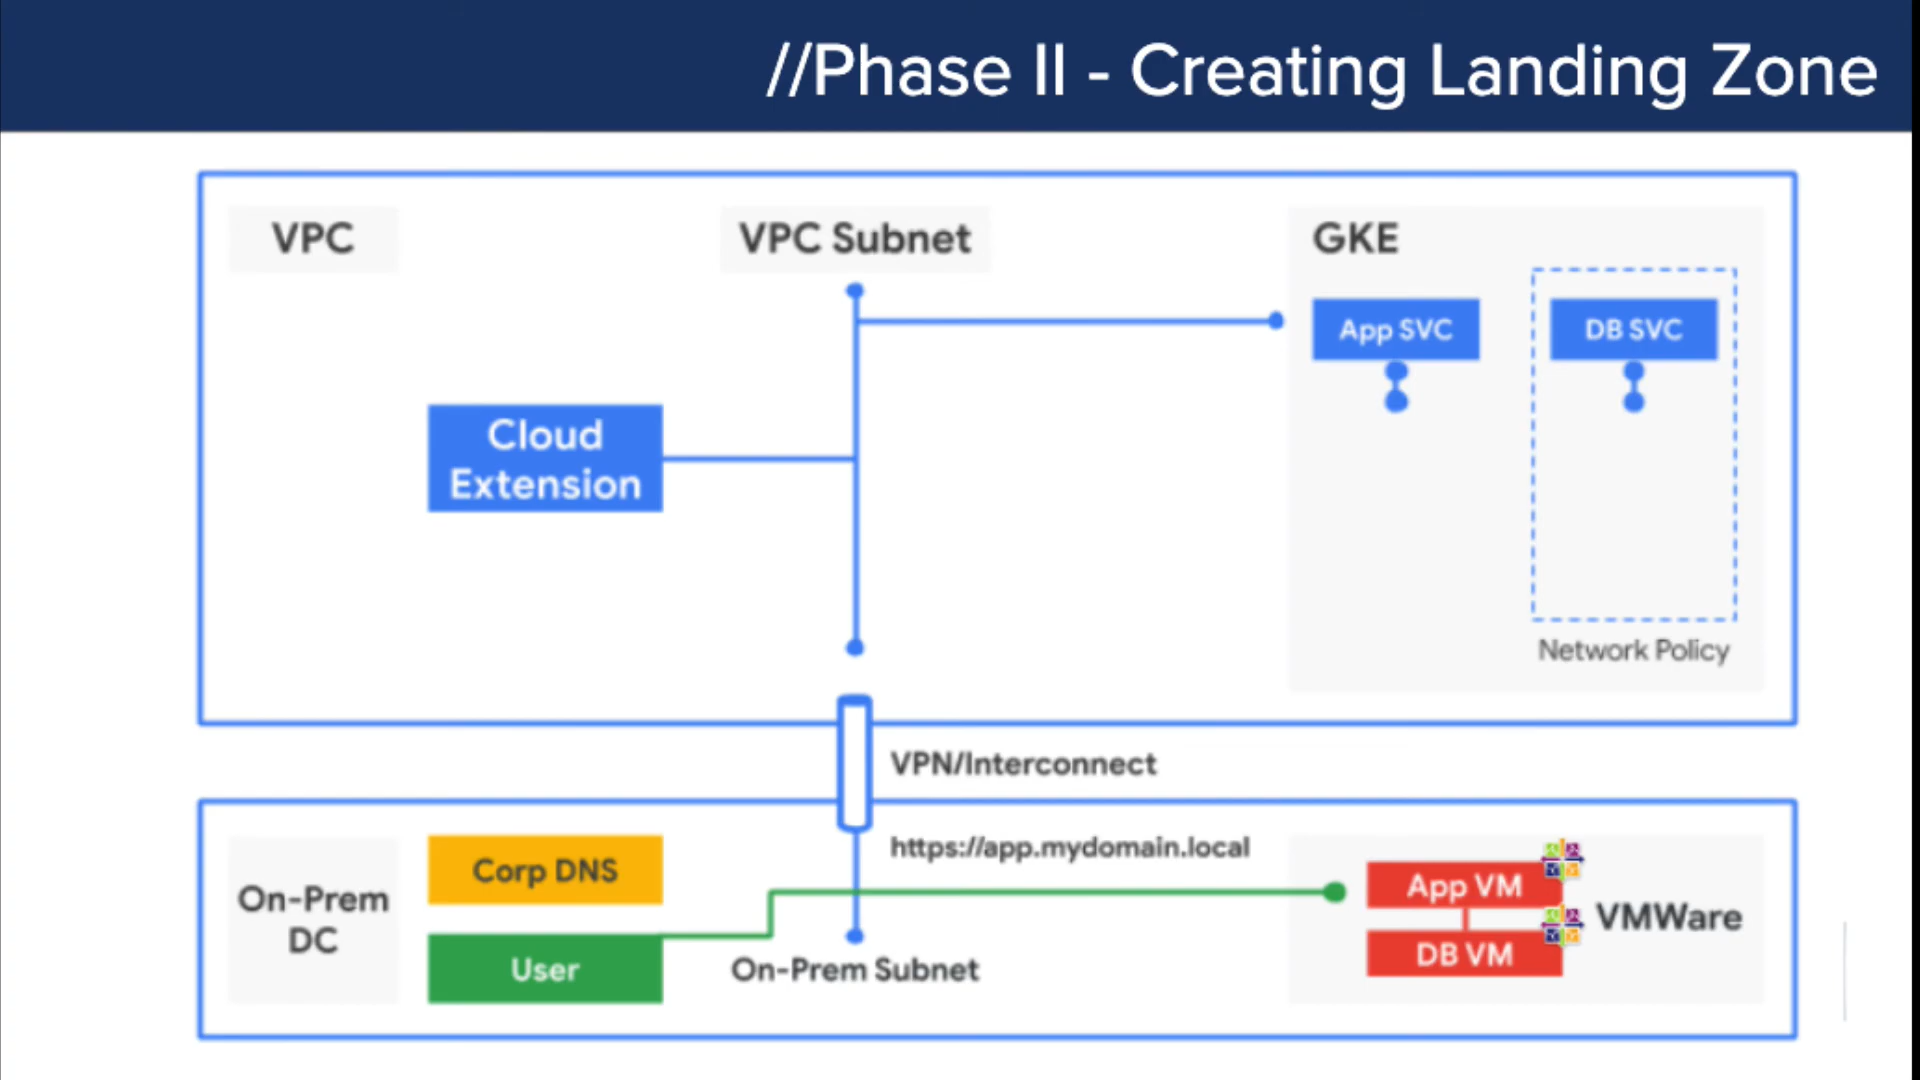 //Phase II - Creating Landing Zone
VPC
VPC Subnet
GKE
App SVC
DB SVC
Cloud
Extension
Network Policy
VPN/Interconnect
https://app.mydomain.local
On-Prem
DC
Corp DNS
User
On-Prem Subnet
App VM
DB VM
VMWare